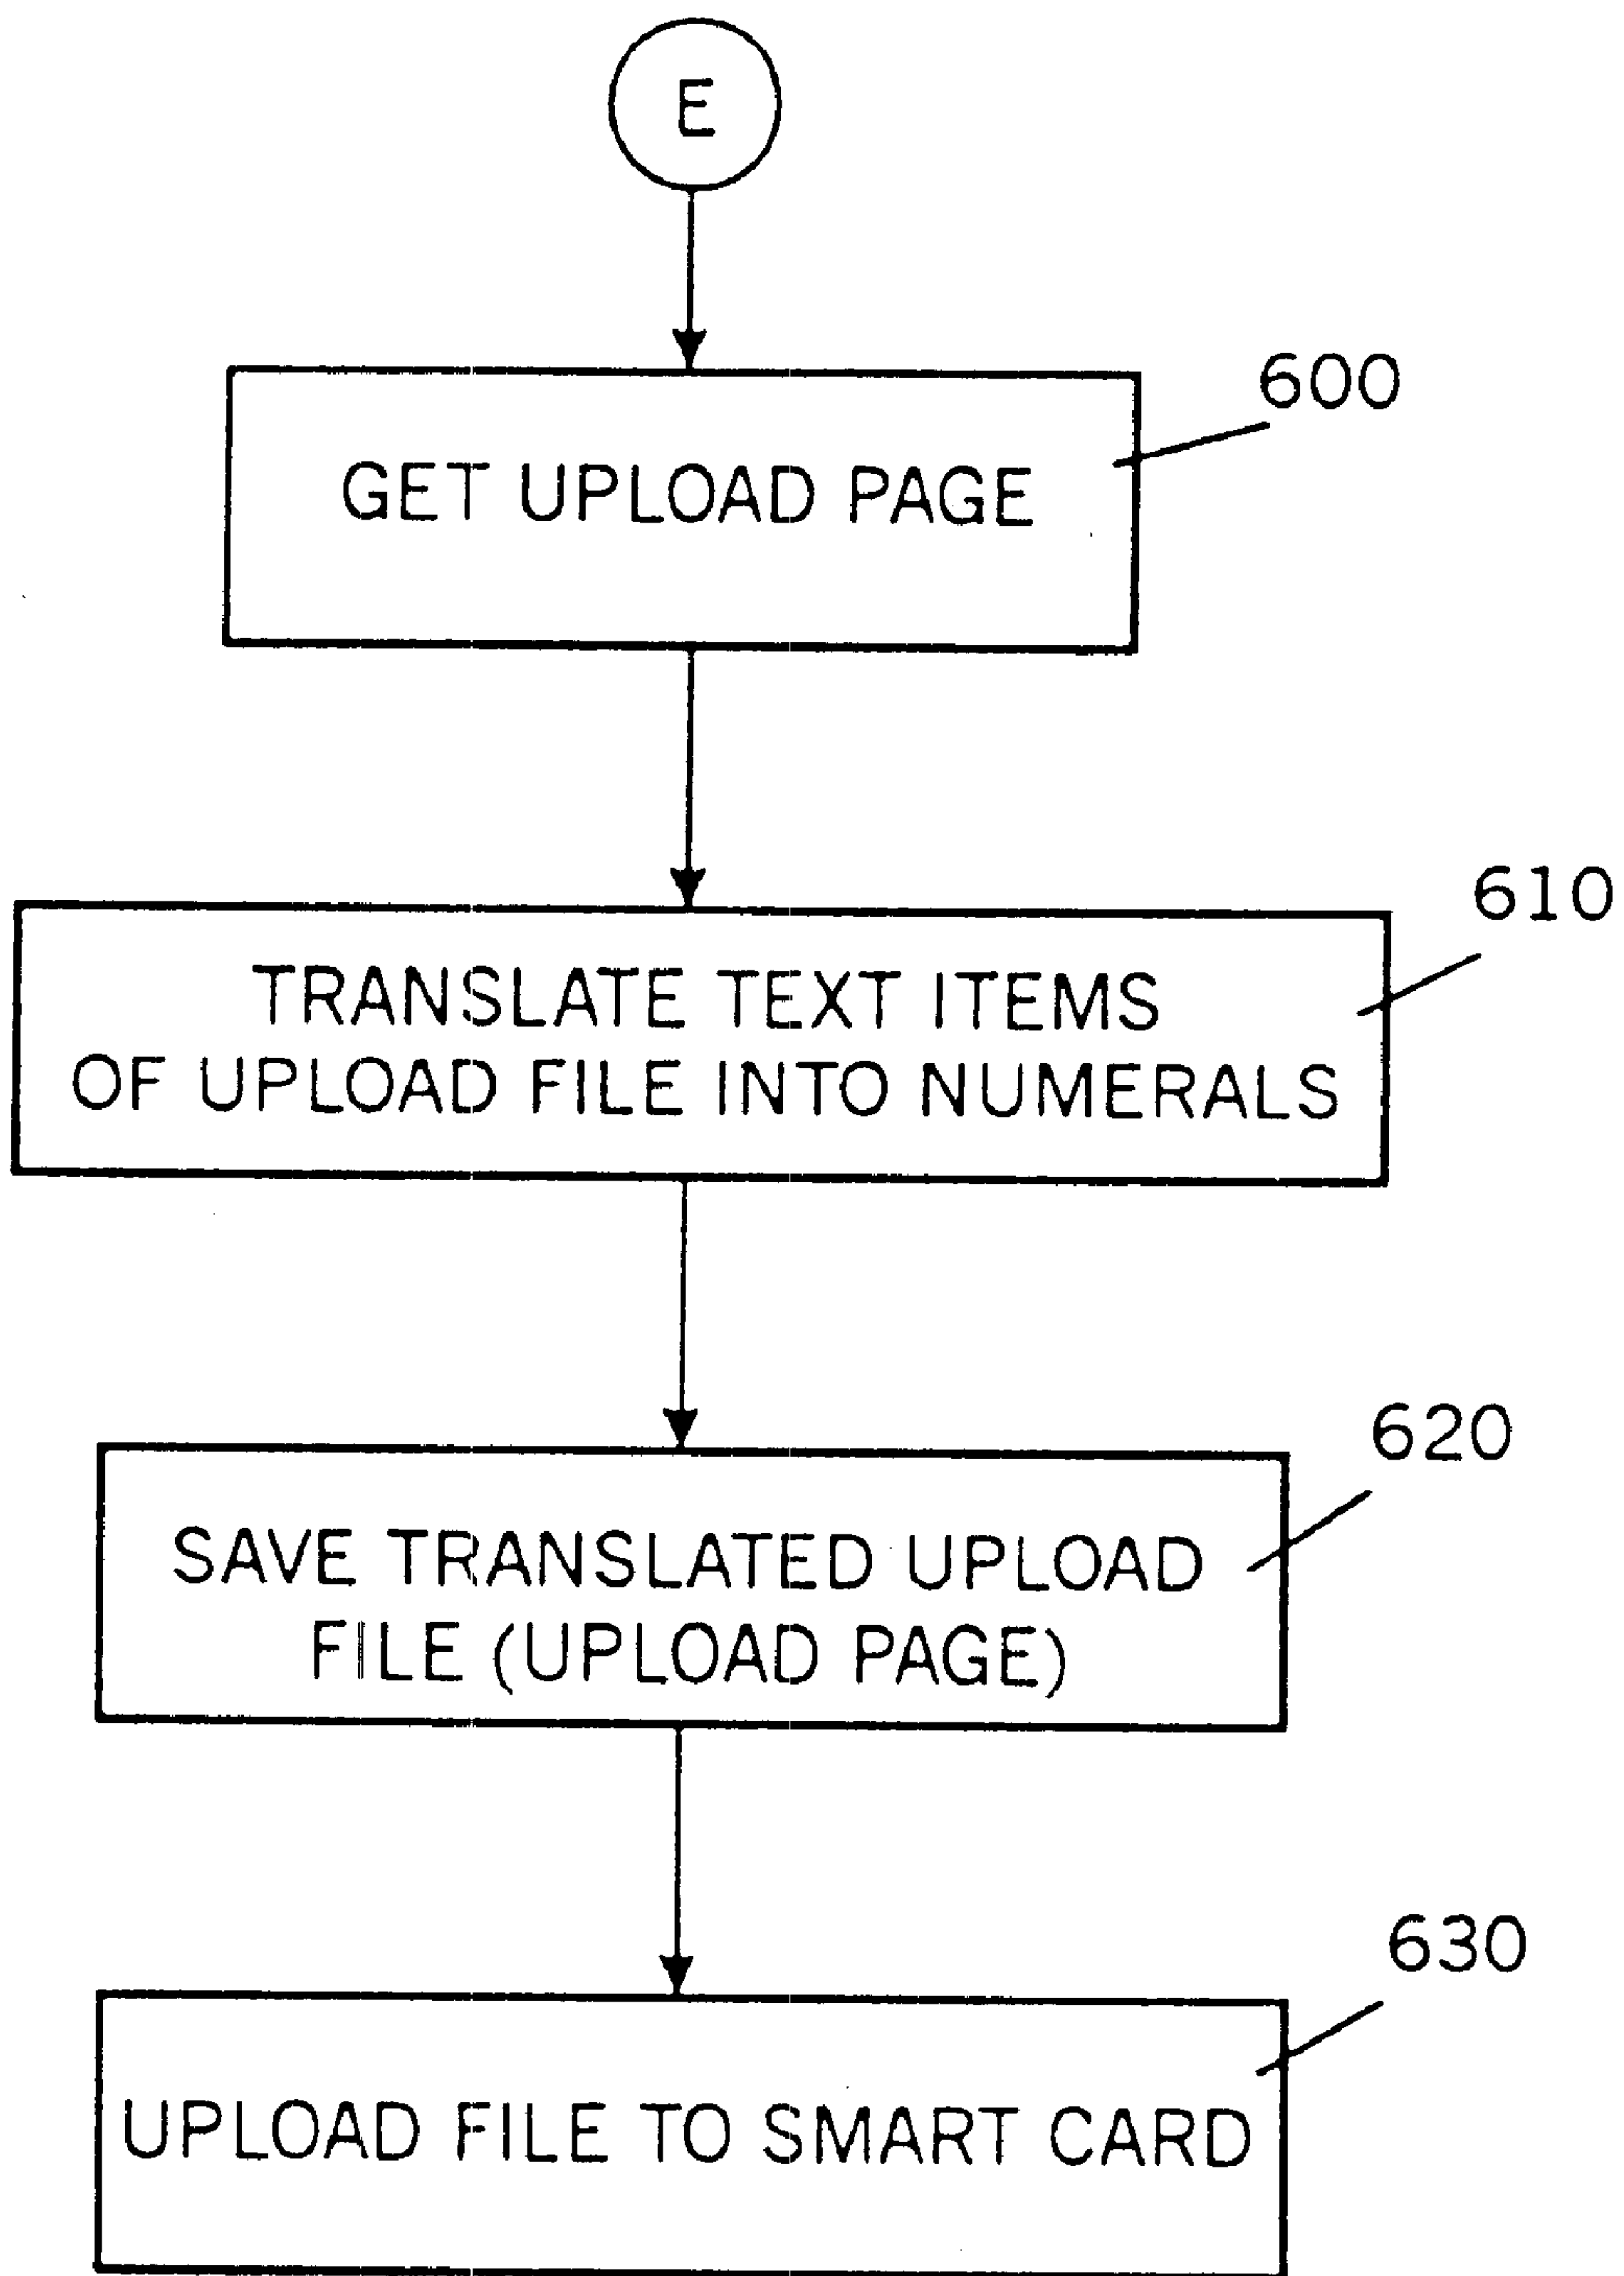 E
600
GET UPLOAD PAGE
610
TRANSLATE TEXT ITEMS
OF UPLOAD FILE INTO NUMERALS
620
SAVE TRANSLATED UPLOAD
FILE (UPLOAD PAGE)
630
UPLOAD FILE TO SMART CARD